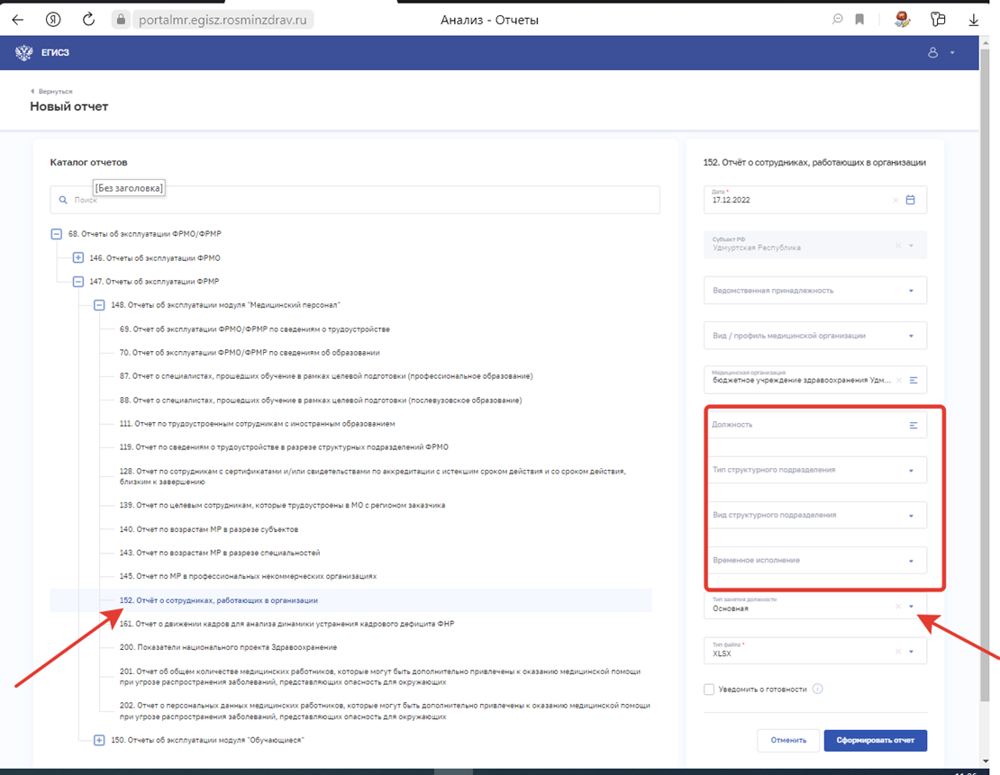 portalmr.egisz.rosminzdrav.ru
Анализ - Отчеты
ЕГИСЗ
Вернуться
Новый отчет
Каталог отчетов
[Без заголовка]
Поиск
68. Отчеты об эксплуатации ФРМО/ФРМР
146. Отчеты об эксплуатации ФРМО
147. Отчеты об эксплуатации ФРМР
148. Отчеты об эксплуатации модуля "Медицинский персонал"
69. Отчет об эксплуатации ФРМО/ФРМР по сведениям о трудоустройстве
70. Отчет об эксплуатации ФРМО/ФРМР по сведениям об образовании
87. Отчет о специалистах, прошедших обучение в рамках целевой подготовки (профессиональное образование)
88. Отчет о специалистах, прошедших обучение в рамках целевой подготовки (послевузовское образование)
111. Отчет по трудоустроенным сотрудникам с иностранным образованием
119. Отчет по сведениям о трудоустройстве в разрезе структурных подразделений ФРМО
128. Отчет по сотрудникам с сертификатами и/или свидетельствами по аккредитации с истекшим сроком действия и со сроком действия,
близким к завершению
139. Отчет по целевым сотрудникам, которые трудоустроены в МО с регионом заказчика
140. Отчет по возрастам МР в разрезе субъектов
143. Отчет по возрастам МР в разрезе специальностей
145. Отчет по МР в профессиональных некоммерческих организациях
152. Отчёт о сотрудниках, работающих в организации
161. Отчет о движении кадров для анализа динамики устранения кадрового дефицита ФНР
200. Показатели национального проекта Здравоохранение
201. Отчет об общем количестве медицинских работников, которые могут быть дополнительно привлечены к оказанию медицинской помощи
при угрозе распространения заболеваний, представляющих опасность для окружающих
202. Отчет о персональных данных медицинских работников, которые могут быть дополнительно привлечены к оказанию медицинской помощи
при угрозе распространения заболеваний, представляющих опасность для окружающих
150. Отчеты об эксплуатации модуля "Обучающиеся"
152. Отчёт о сотрудниках, работающих в организации
Дата *
17.12.2022
Субъект РФ
Удмуртская Республика
Ведомственная принадлежность
Вид / профиль медицинской организации
Медицинская организация
бюджетное учреждение здравоохранения Удм...
Должность
Тип структурного подразделения
Вид структурного подразделения
Временное исполнение
Тип занятия должности
Основная
Тип файла *
XLSX
Уведомить о готовности
Отменить
Сформировать отчет